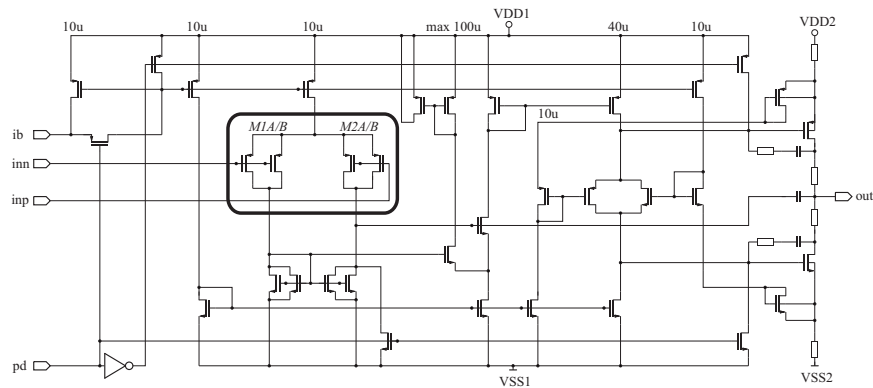 VDD1
VDD2
10u
10u
10u
max 100u
40u
10u
10u
M1A/B
M2A/B
ib
inn
inp
out
pd
VSS1
VSS2